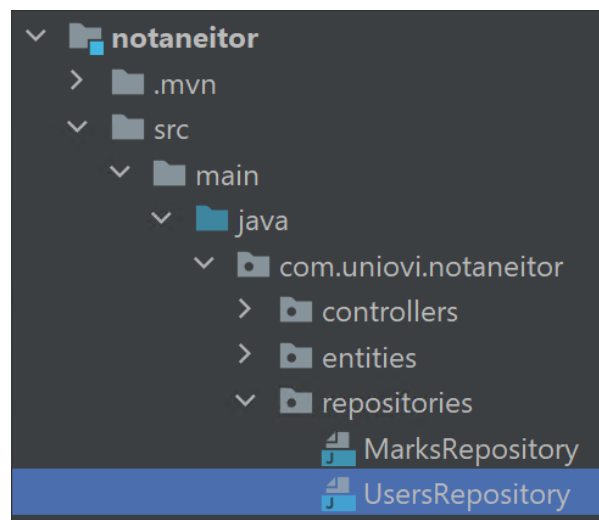 notaneitor
.mvn
src
main
java
com.uniovi.notaneitor
controllers
entities
repositories
MarksRepository
UsersRepository